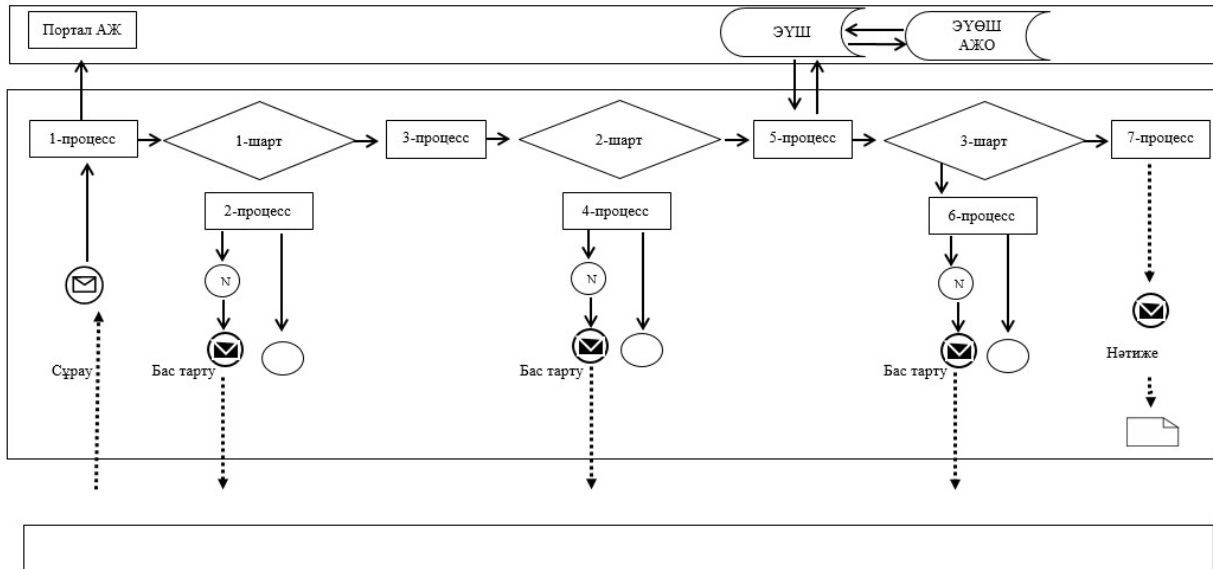 Портал АЖ
ЭҮШ
ЭҮӨШ
АЖО
1-процесс
1-шарт
3-процесс
2-шарт
5-процесс
3-шарт
7-процесс
2-процесс
4-процесс
6-процесс
N
N
N
Сұрау
Бас тарту
Бас тарту
Бас тарту
Нәтиже